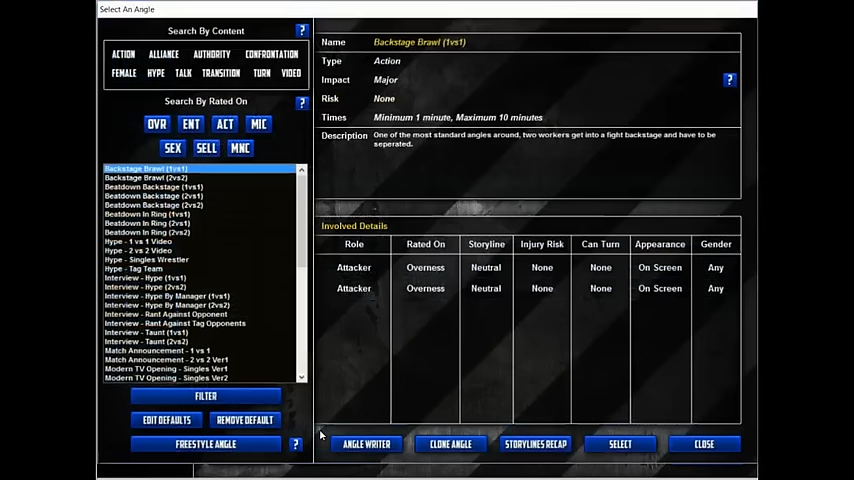 Select An Angle
Search By Content
?
ACTION ALLIANCE AUTHORITY CONFRONTATION
FEMALE HYPE TALK TRANSITION TURN VIDEO
Search By Rated On
?
OVR ENT ACT MIC
SEX SELL MNC
Backstage Brawl (1vs1)
Backstage Brawl (2vs2)
Beatdown Backstage (1vs1)
Beatdown Backstage (2vs1)
Beatdown Backstage (2vs2)
Beatdown In Ring (1vs1)
Beatdown In Ring (2vs1)
Beatdown In Ring (2vs2)
Hype - 1 vs 1 Video
Hype - 2 vs 2 Video
Hype - Singles Wrestler
Hype - Tag Team
Interview - Hype (1vs1)
Interview - Hype (2vs2)
Interview - Hype By Manager (1vs1)
Interview - Hype By Manager (2vs2)
Interview - Rant Against Opponent
Interview - Rant Against Tag Opponents
Interview - Taunt (1vs1)
Interview - Taunt (2vs2)
Match Announcement - 1 vs 1
Match Announcement - 2 vs 2 Ver1
Modern TV Opening - Singles Ver1
Modern TV Opening - Singles Ver2
FILTER
EDIT DEFAULTS REMOVE DEFAULT
FREESTYLE ANGLE ?
Name Backstage Brawl (1vs1)
Type Action
Impact Major ?
Risk None
Times Minimum 1 minute, Maximum 10 minutes
Description One of the most standard angles around, two workers get into a fight backstage and have to be
seperated.
Involved Details
Role Rated On Storyline Injury Risk Can Turn Appearance Gender
Attacker Overness Neutral None None On Screen Any
Attacker Overness Neutral None None On Screen Any
ANGLE WRITER CLONE ANGLE STORYLINES RECAP SELECT CLOSE